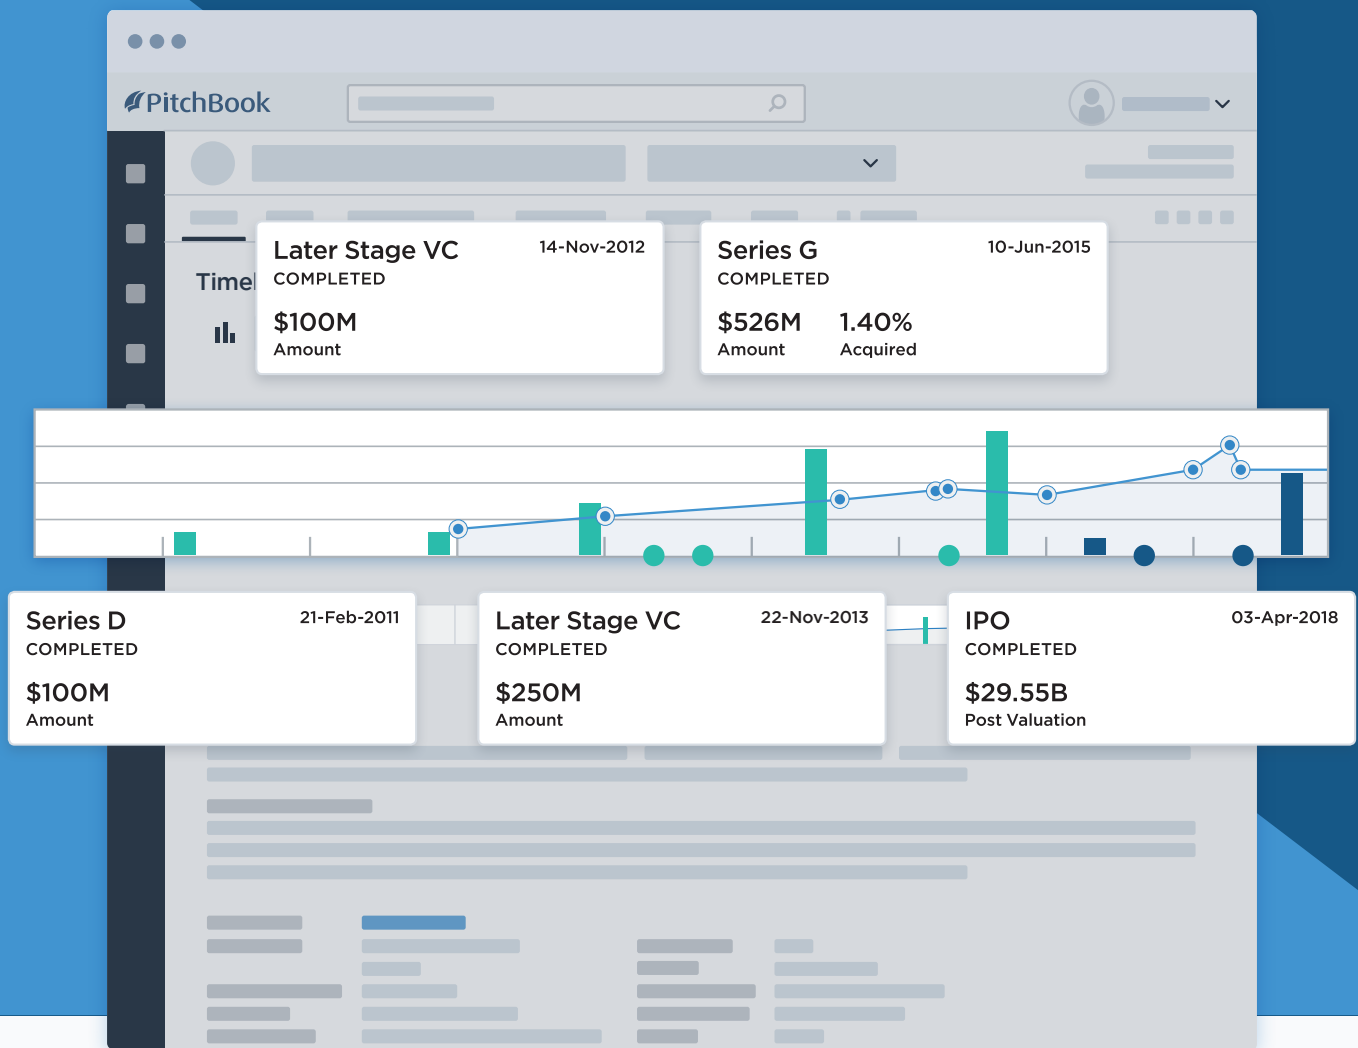 PitchBook
Timel
Later Stage VC
14-Nov-2012
COMPLETED
$100M
Amount
Series G
10-Jun-2015
COMPLETED
$526M 1.40%
Amount Acquired
Series D
21-Feb-2011
COMPLETED
$100M
Amount
Later Stage VC
22-Nov-2013
COMPLETED
$250M
Amount
IPO
03-Apr-2018
COMPLETED
$29.55B
Post Valuation